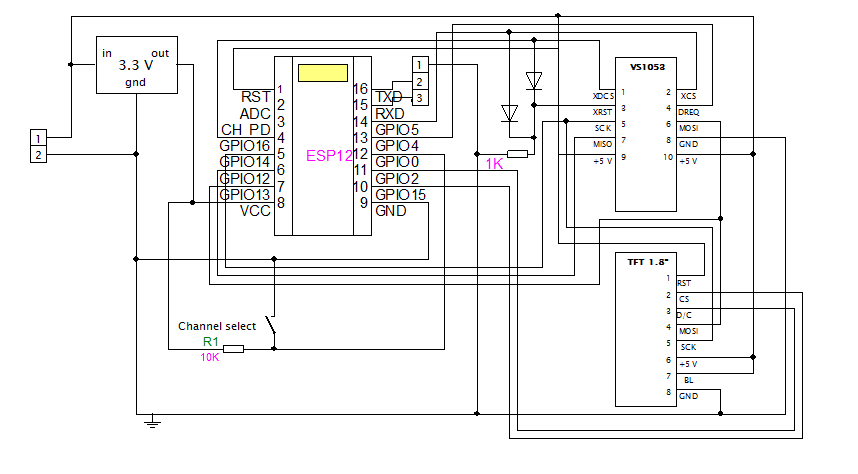 in out
3.3 V
gnd
1
2
RST
ADC
CH PD
GPIO16
GPIO14
GPIO12
GPIO13
VCC
1
2
3
4
5
6
7
8
ESP12
16
15
14
13
12
11
10
9
TXD
RXD
GPIO5
GPIO4
GPIO0
GPIO2
GPIO15
GND
1
2
3
1K
VS1053
XDCS 1 2 XCS
XRST 3 4 DREQ
SCK 5 6 MOSI
MISO 7 8 GND
+5 V 9 10 +5 V
TFT 1.8"
1 RST
2 CS
3 D/C
4 MOSI
5 SCK
6 +5 V
7 BL
8 GND
Channel select
R1
10K